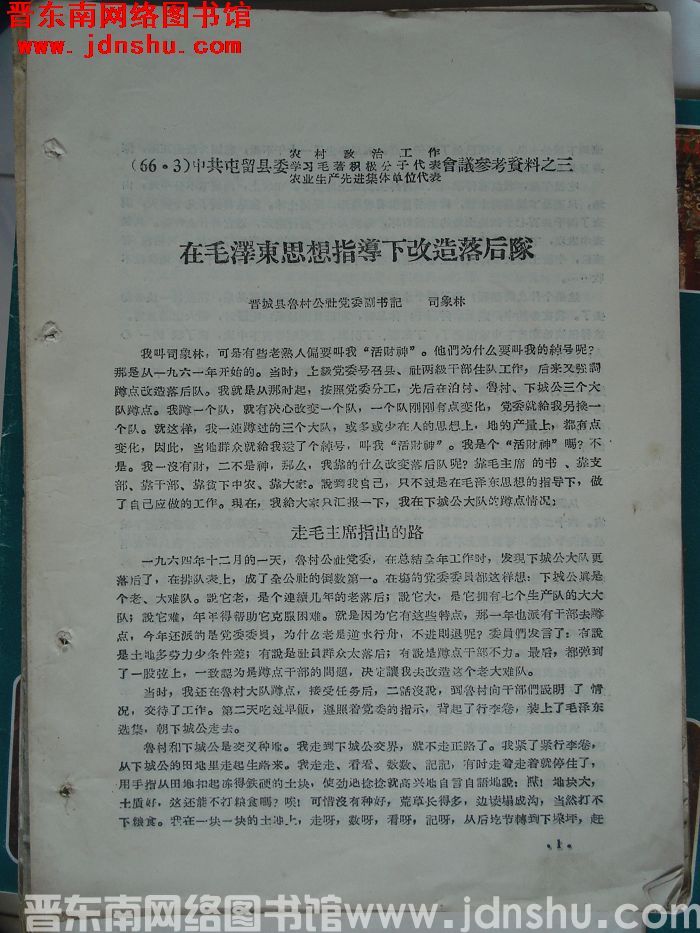 晋东南网络图书馆
www.jdnshu.com
农村政治工作
(66·3)中共屯留县委学习毛著积极分子代表會議参考資料之三
农业生产先进集体单位代表
在毛澤東思想指導下改造落后隊
晋城县魯村公社党委副书記 司象林
我叫司象林，可是有些老熟人偏要叫我“活財神”。他們为什么要叫我的綽号呢？
那是从一九六一年开始的。当时，上級党委号召县、社两級干部住队工作，后来又强調
蹲点改造落后队。我就是从那时起，按照党委分工，先后在泊村、魯村、下城公三个大
队蹲点。我蹲一个队，就有决心改变一个队，一个队刚刚有点变化，党委就給我另换一
个队。就这样，我一連蹲过的三个大队，或多或少在人的思想上，地的产量上，都有点
变化，因此，当地群众就給我送了个綽号，叫我“活財神”。我是个“活財神”嗎？不
是。我一沒有財，二不是神，那么，我靠的什么改变落后队呢？靠毛主席的书、靠支
部、靠干部、靠貧下中农、靠大家。說到我自己，只不过是在毛泽东思想的指导下，做
了自己应做的工作。現在，我給大家只汇报一下，我在下城公大队的蹲点情况：
走毛主席指出的路
一九六四年十二月的一天，魯村公社党委，在总結全年工作时，发現下城公大队更
落后了，在排队表上，成了全公社的倒数第一。在塲的党委委員都这样想：下城公眞是
个老、大难队。說它老，是个連續几年的老落后；說它大，是它拥有七个生产队的大大
队；說它难，年年得帮助它克服困难。就是因为它有这些特点，那一年也派有干部去蹲
点，今年还派的是党委委員，为什么老是逆水行舟，不进則退呢？委員們发言了：有說
是土地多劳力少条件差；有說是社員群众太落后；有說是蹲点干部不力。最后，都弹到
了一股弦上，一致認为是蹲点干部的問題，决定讓我去改造这个老大难队。
当时，我还在魯村大队蹲点，接受任务后，二話沒說，到魯村向干部們説明了情
况，交待了工作。第二天吃过早飯，遵照着党委的指示，背起了行李卷，装上了毛泽东
选集，朝下城公走去。
魯村和下城公是交叉种地。我走到下城公交界，就不走正路了。我紧了紧行李卷，
从下城公的田地里走起生路来。我走走、看看、数数、記記，有时走着走着就停住了，
用手指从田地扣起冻得鉄硬的土块，使劲地捻捻就高兴地自言自語地說：嘿！地块大，
土质好，这还能不打粮食嗎？唉！可惜沒有种好，荒草长得多，边塄塌成沟，当然打不
下粮食。我在一块一块的土地上，走呀，数呀，看呀，記呀，从后圪节轉到下垛坪，赶
·1·
晋东南网络图书馆 www.jdnshu.com